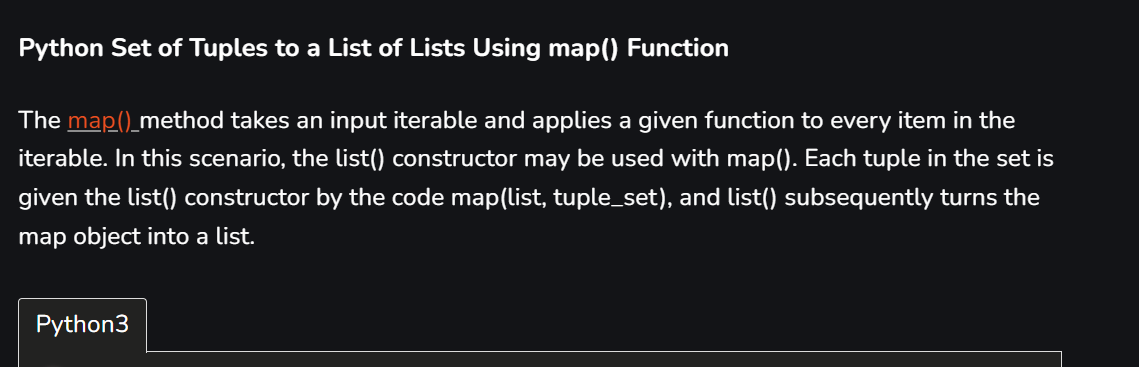 Python Set of Tuples to a List of Lists Using map() Function
The map() method takes an input iterable and applies a given function to every item in the
iterable. In this scenario, the list() constructor may be used with map(). Each tuple in the set is
given the list() constructor by the code map(list, tuple_set), and list() subsequently turns the
map object into a list.
Python3